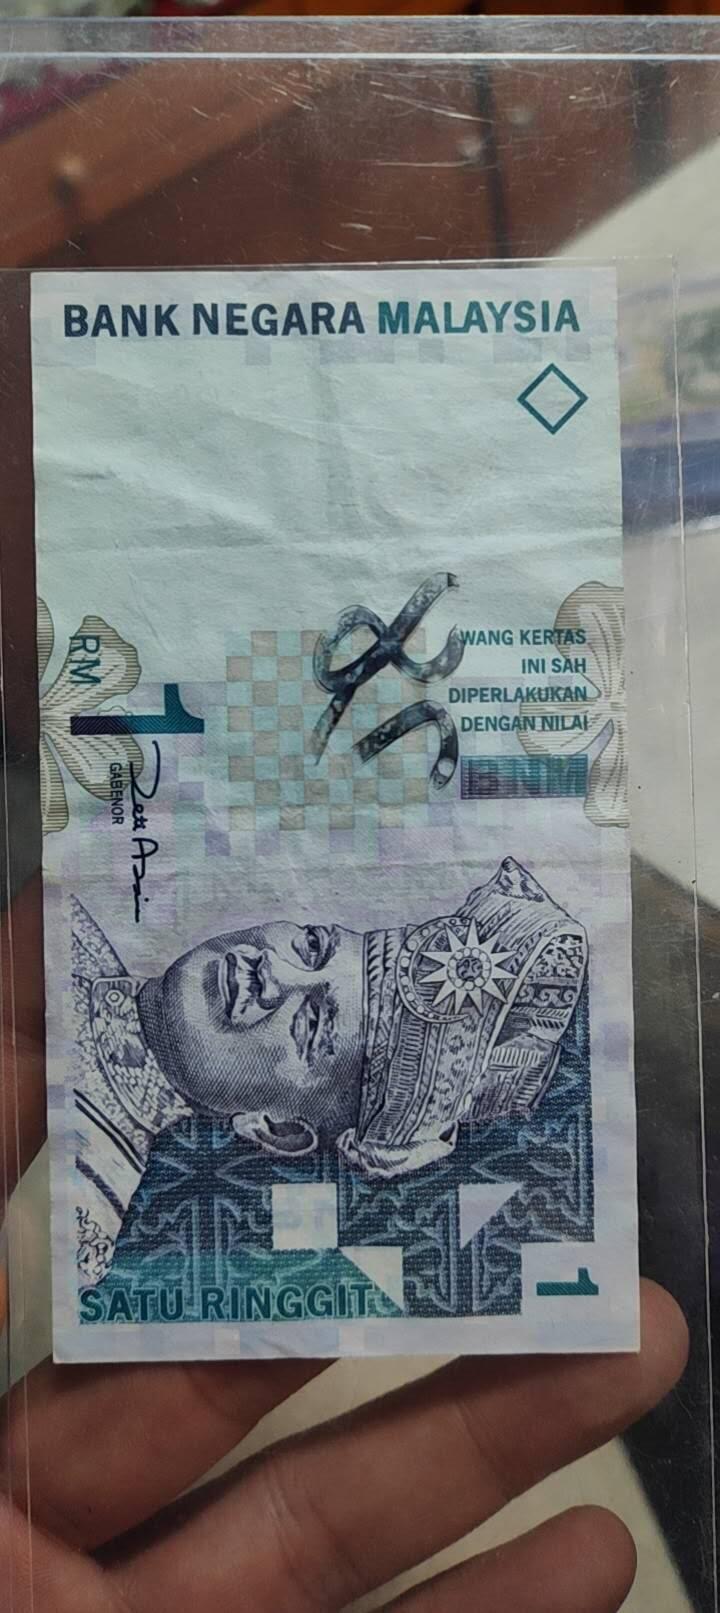 BANK NEGARA MALAYSIA
WANG KERTAS
INI SAH
DIPERLAKUKAN
DENGAN NILAI
BNM
RM
1
GABENOR
SATU RINGGIT
1